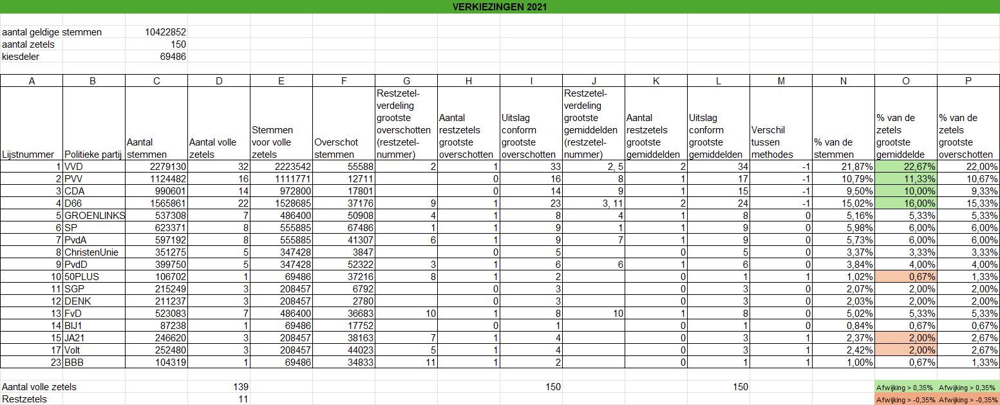 VERKIEZINGEN 2021
aantal geldige stemmen 10422852
aantal zetels 150
kiesdeler 69486
A B C D E F G H I J K L M N O P
Lijstnummer Politieke partij Aantal stemmen Aantal volle zetels Stemmen voor volle zetels Overschot stemmen Restzetel-verdeling grootste overschotten (restzetel-nummer) Aantal restzetels grootste overschotten Uitslag conform grootste overschotten Restzetel-verdeling grootste gemiddelden (restzetel-nummer) Aantal restzetels grootste gemiddelden Uitslag conform grootste gemiddelden Verschil tussen methodes % van de stemmen % van de zetels grootste gemiddelde % van de zetels grootste overschotten
1 VVD 2279130 32 2223542 55588 2 1 33 2, 5 2 34 -1 21,87% 22,67% 22,00%
2 PVV 1124482 16 1111771 12711 0 16 8 1 17 -1 10,79% 11,33% 10,67%
3 CDA 990601 14 972800 17801 0 14 9 1 15 -1 9,50% 10,00% 9,33%
4 D66 1565861 22 1528685 37176 9 1 23 3, 11 2 24 -1 15,02% 16,00% 15,33%
5 GROENLINKS 537308 7 486400 50908 4 1 8 4 1 8 0 5,16% 5,33% 5,33%
6 SP 623371 8 555885 67486 1 1 9 1 1 9 0 5,98% 6,00% 6,00%
7 PvdA 597192 8 555885 41307 6 1 9 7 1 9 0 5,73% 6,00% 6,00%
8 ChristenUnie 351275 5 347428 3847 0 5 0 5 0 3,37% 3,33% 3,33%
9 PvdD 399750 5 347428 52322 3 1 6 6 1 6 0 3,84% 4,00% 4,00%
10 50PLUS 106702 1 69486 37216 8 1 2 0 1 1 1,02% 0,67% 1,33%
11 SGP 215249 3 208457 6792 0 3 0 3 0 2,07% 2,00% 2,00%
12 DENK 211237 3 208457 2780 0 3 0 3 0 2,03% 2,00% 2,00%
13 FvD 523083 7 486400 36683 10 1 8 10 1 8 0 5,02% 5,33% 5,33%
14 BIJ1 87238 1 69486 17752 0 1 0 1 0 0,84% 0,67% 0,67%
15 JA21 246620 3 208457 38163 7 1 4 0 3 1 2,37% 2,00% 2,67%
17 Volt 252480 3 208457 44023 5 1 4 0 3 1 2,42% 2,00% 2,67%
23 BBB 104319 1 69486 34833 11 1 2 0 1 1 1,00% 0,67% 1,33%
Aantal volle zetels 139 150 150 Afwijking > 0,35% Afwijking > 0,35%
Restzetels 11 Afwijking > -0,35% Afwijking > -0,35%